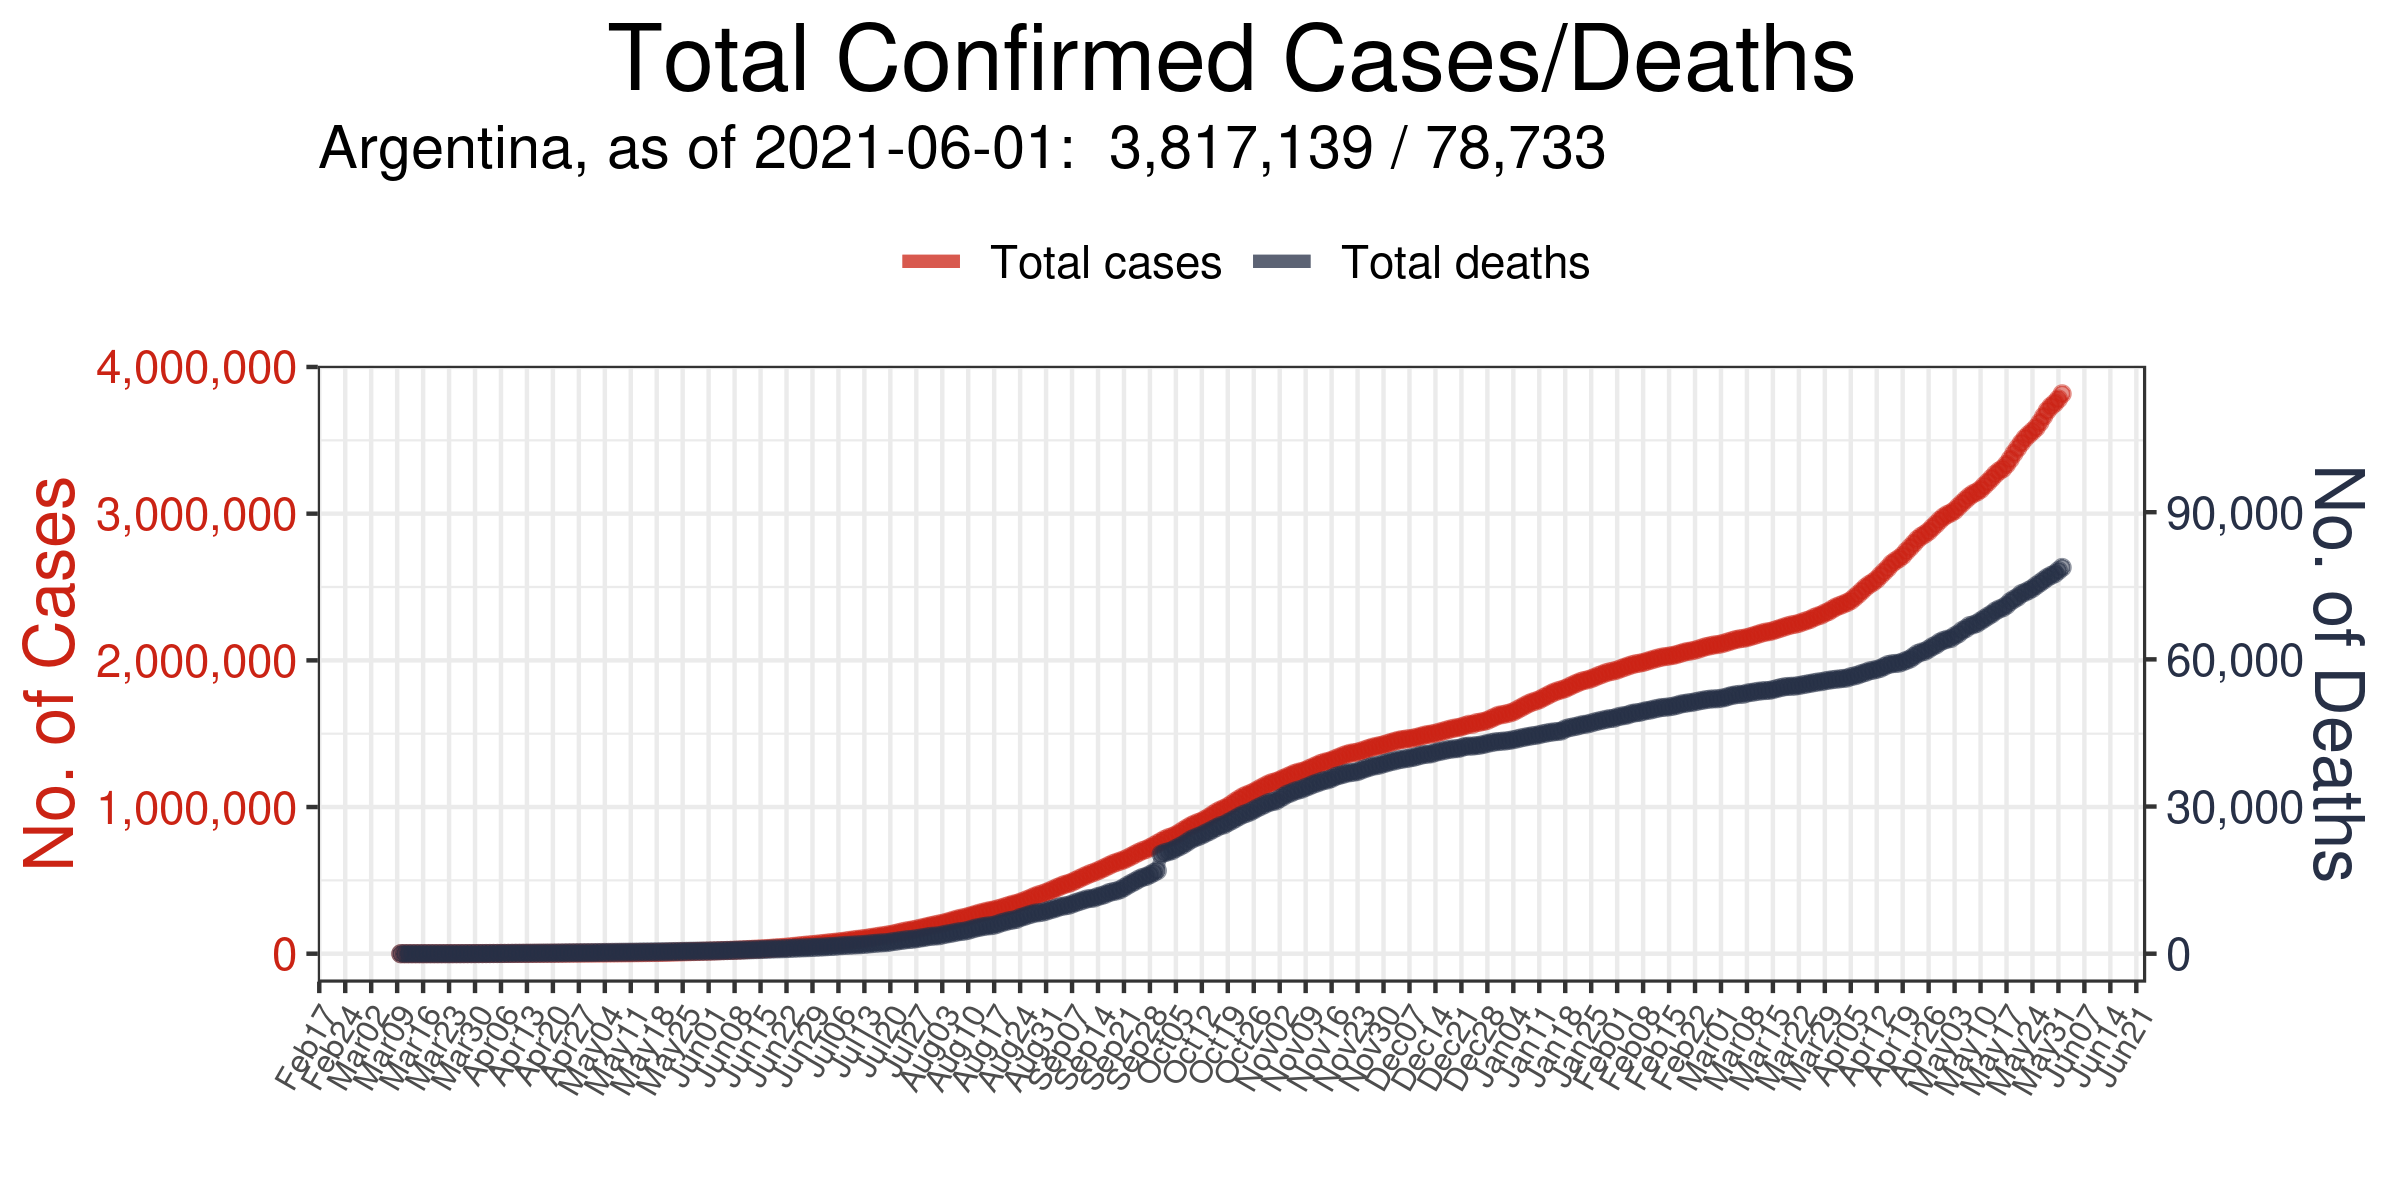 Total Confirmed Cases/Deaths
Argentina, as of 2021-06-01:  3,817,139 / 78,733
Total cases
Total deaths
No. of Cases
4,000,000
3,000,000
2,000,000
1,000,000
0
90,000
60,000
30,000
0
No. of Deaths
Feb17
Feb24
Mar02
Mar09
Mar16
Mar23
Mar30
Apr06
Apr13
Apr20
Apr27
May04
May11
May18
May25
Jun01
Jun08
Jun15
Jun22
Jun29
Jul06
Jul13
Jul20
Jul27
Aug03
Aug10
Aug17
Aug24
Aug31
Sep07
Sep14
Sep21
Sep28
Oct05
Oct12
Oct19
Oct26
Nov02
Nov09
Nov16
Nov23
Nov30
Dec07
Dec14
Dec21
Dec28
Jan04
Jan11
Jan18
Jan25
Feb01
Feb08
Feb15
Feb22
Mar01
Mar08
Mar15
Mar22
Mar29
Apr05
Apr12
Apr19
Apr26
May03
May10
May17
May24
May31
Jun07
Jun14
Jun21